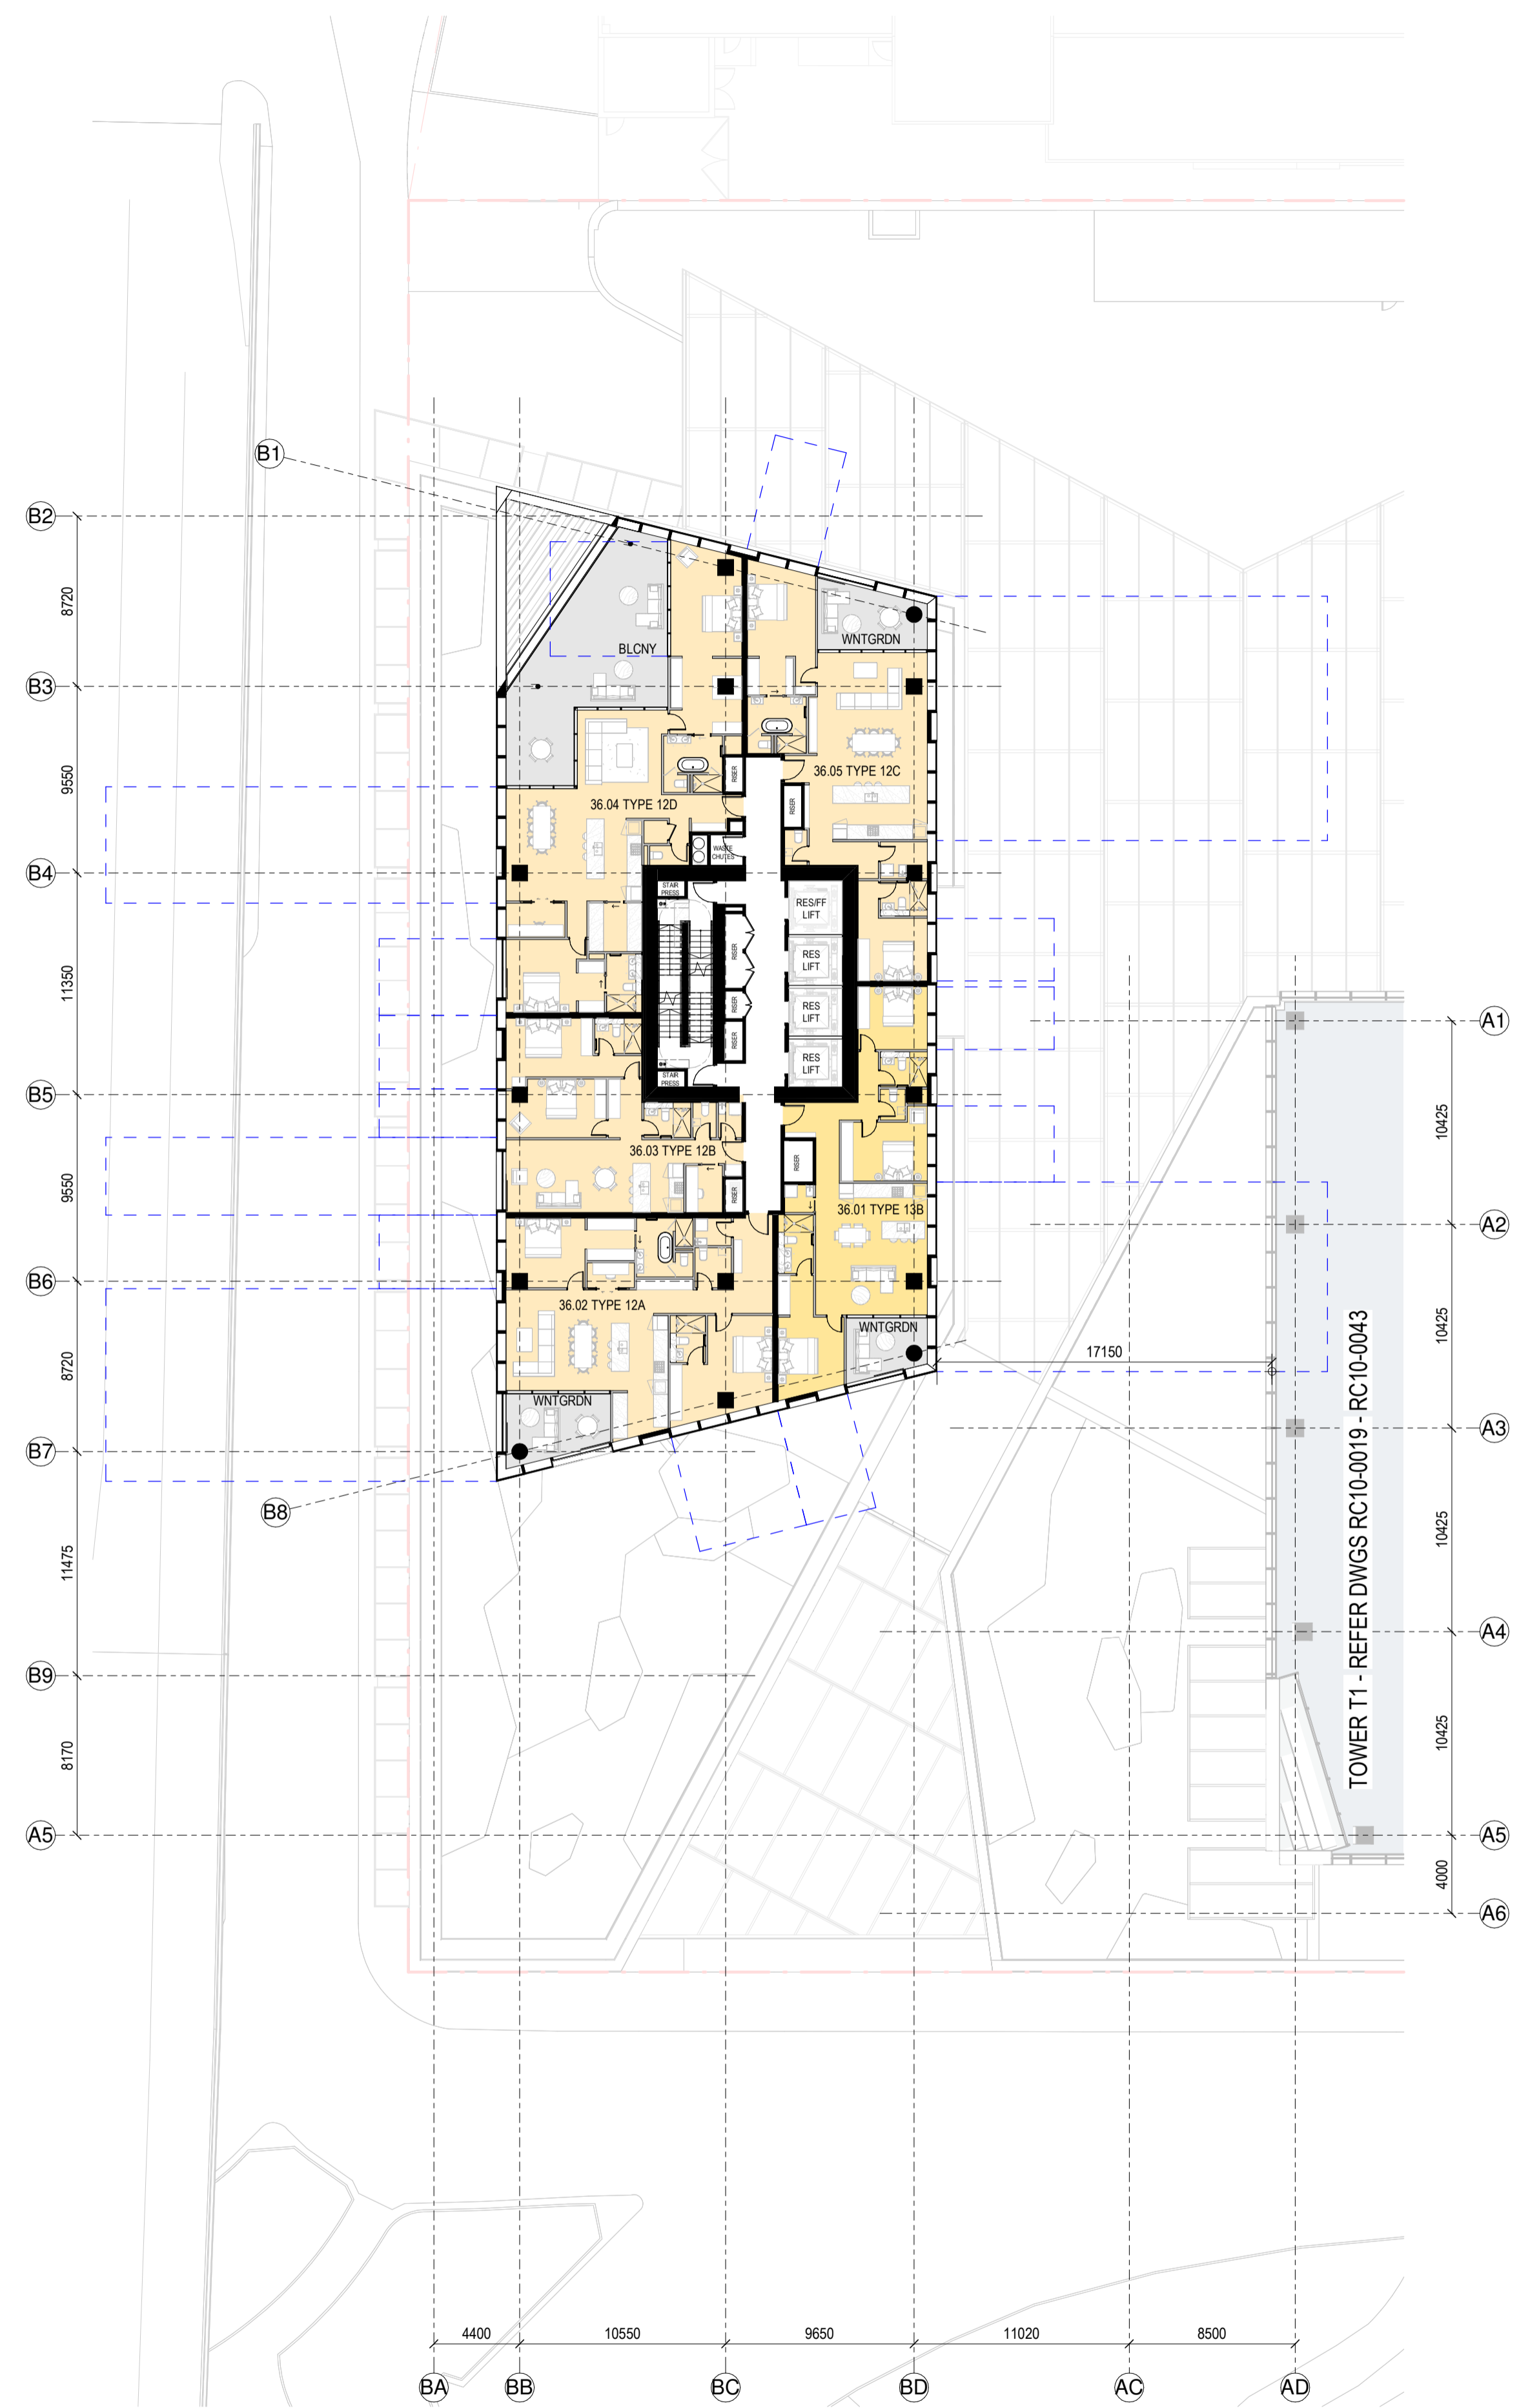 B1
B2
8720
BLCNY
WNTGRDN
B3
9550
36.05 TYPE 12C
RISER
36.04 TYPE 12D
RISER
WASTE
CHUTES
B4
STAIR
PRESS
RES/FF
LIFT
RISER
RES
LIFT
11350
RISER
RES
LIFT
A1
RISER
RES
LIFT
STAIR
PRESS
B5
10425
36.03 TYPE 12B
RISER
9550
RISER
36.01 TYPE 13B
A2
B6
36.02 TYPE 12A
WNTGRDN
10425
17150
8720
WNTGRDN
A3
B7
B8
TOWER T1 - REFER DWGS RC10-0019 - RC10-0043
10425
11475
A4
B9
10425
8170
A5
A5
4000
A6
4400
10550
9650
11020
8500
BA
BB
BC
BD
AC
AD